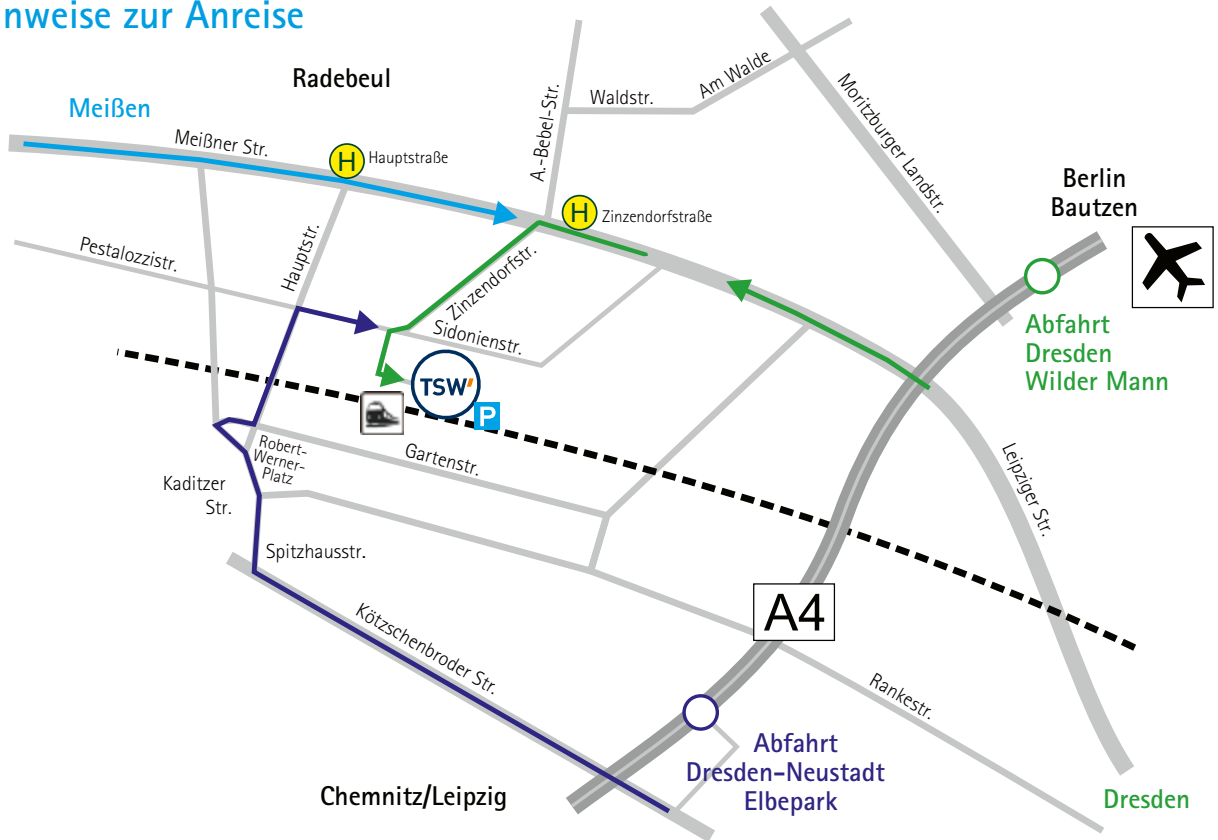 nweise zur Anreise
Radebeul
Meißen
Meißner Str.
H
Hauptstraße
A.-Bebel-Str.
Waldstr.
Am Walde
Moritzburger Landstr.
Berlin
Bautzen
H
Zinzendorfstraße
Pestalozzistr.
Hauptstr.
Zinzendorfstr.
Sidonienstr.
Abfahrt
Dresden
Wilder Mann
TSW
P
Robert-
Werner-
Platz
Gartenstr.
Leipziger Str.
Kaditzer
Str.
Spitzhausstr.
A4
Kötzschenbroder Str.
Rankestr.
Abfahrt
Dresden-Neustadt
Elbepark
Chemnitz/Leipzig
Dresden